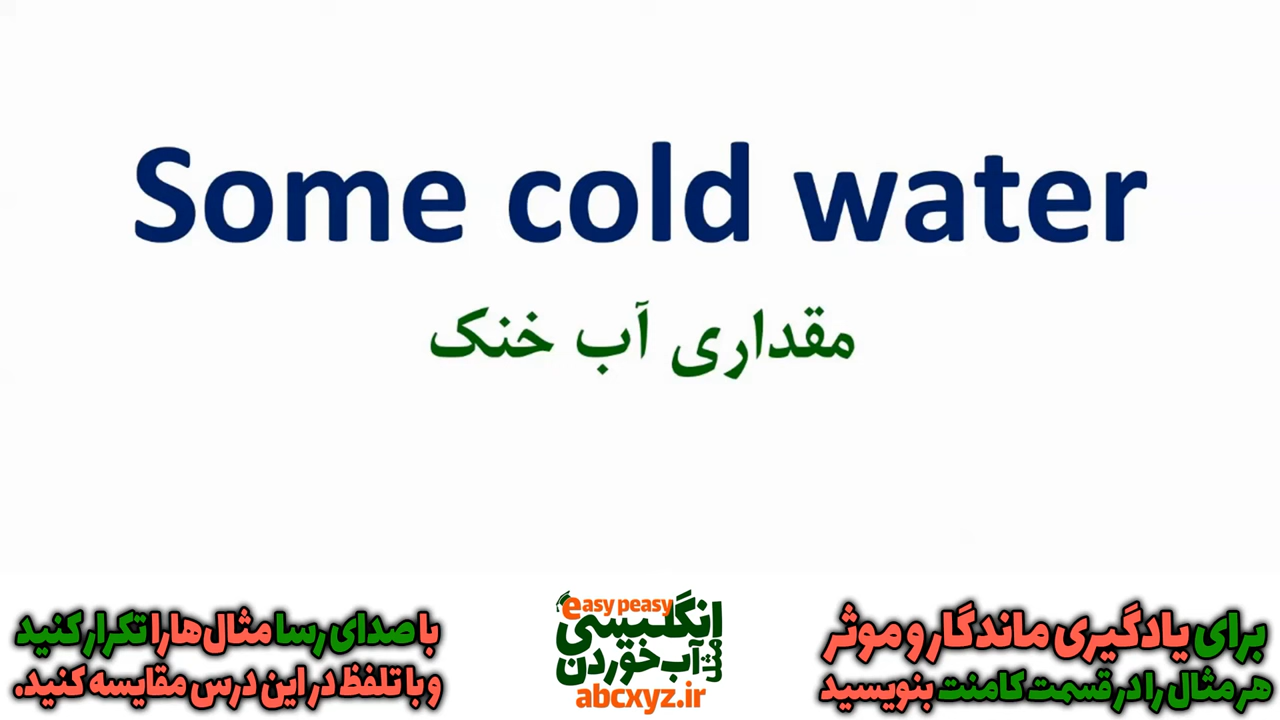 Some cold water
مقداری آب خنک
با صدای رسا مثال‌ها را تکرار کنید
و با تلفظ در این درس مقایسه کنید.
easy peasy
انگلیسی
مثل آب خوردن
abcxyz.ir
برای یادگیری ماندگار و موثر
هر مثال را در قسمت کامنت بنویسید